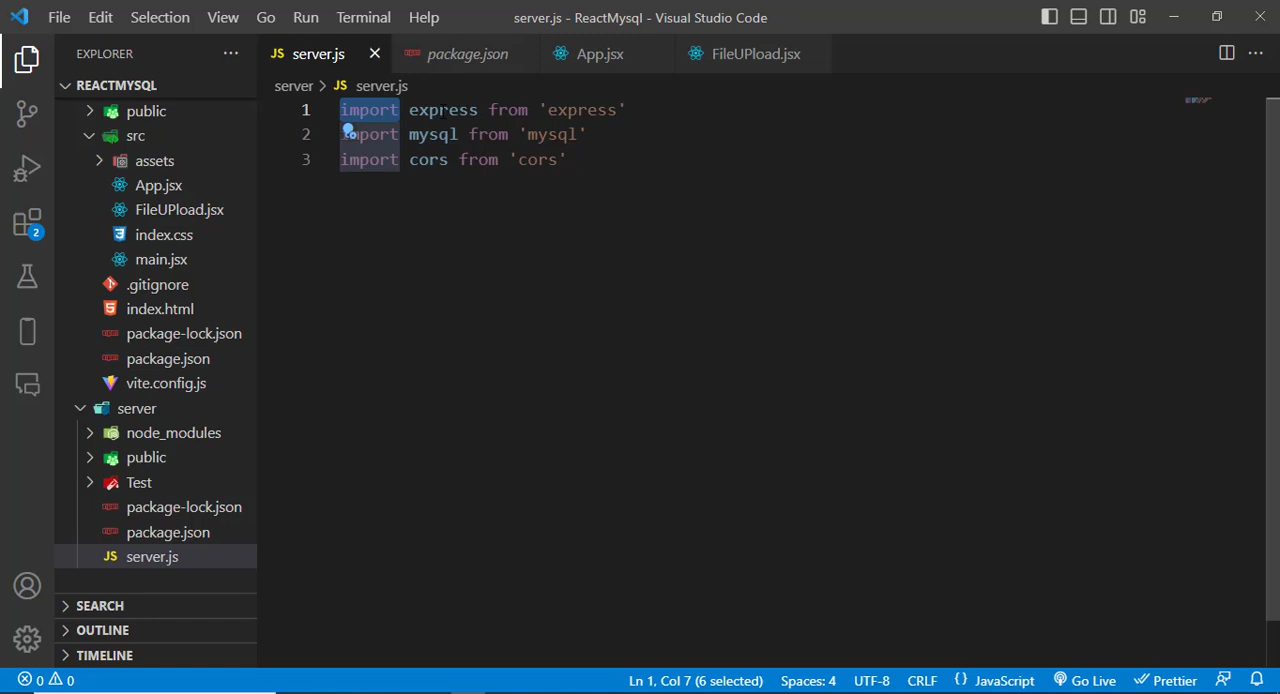 File Edit Selection View Go Run Terminal Help server.js - ReactMysql - Visual Studio Code
EXPLORER
server.js package.json App.jsx FileUPload.jsx
REACTMYSQL
server JS server.js
public
src
assets
App.jsx
FileUPload.jsx
index.css
main.jsx
.gitignore
index.html
package-lock.json
package.json
vite.config.js
server
node_modules
public
Test
package-lock.json
package.json
JS server.js
1 import express from 'express'
2 import mysql from 'mysql'
3 import cors from 'cors'
2
SEARCH
OUTLINE
TIMELINE
0 0 Ln 1, Col 7 (6 selected) Spaces: 4 UTF-8 CRLF {} JavaScript Go Live Prettier